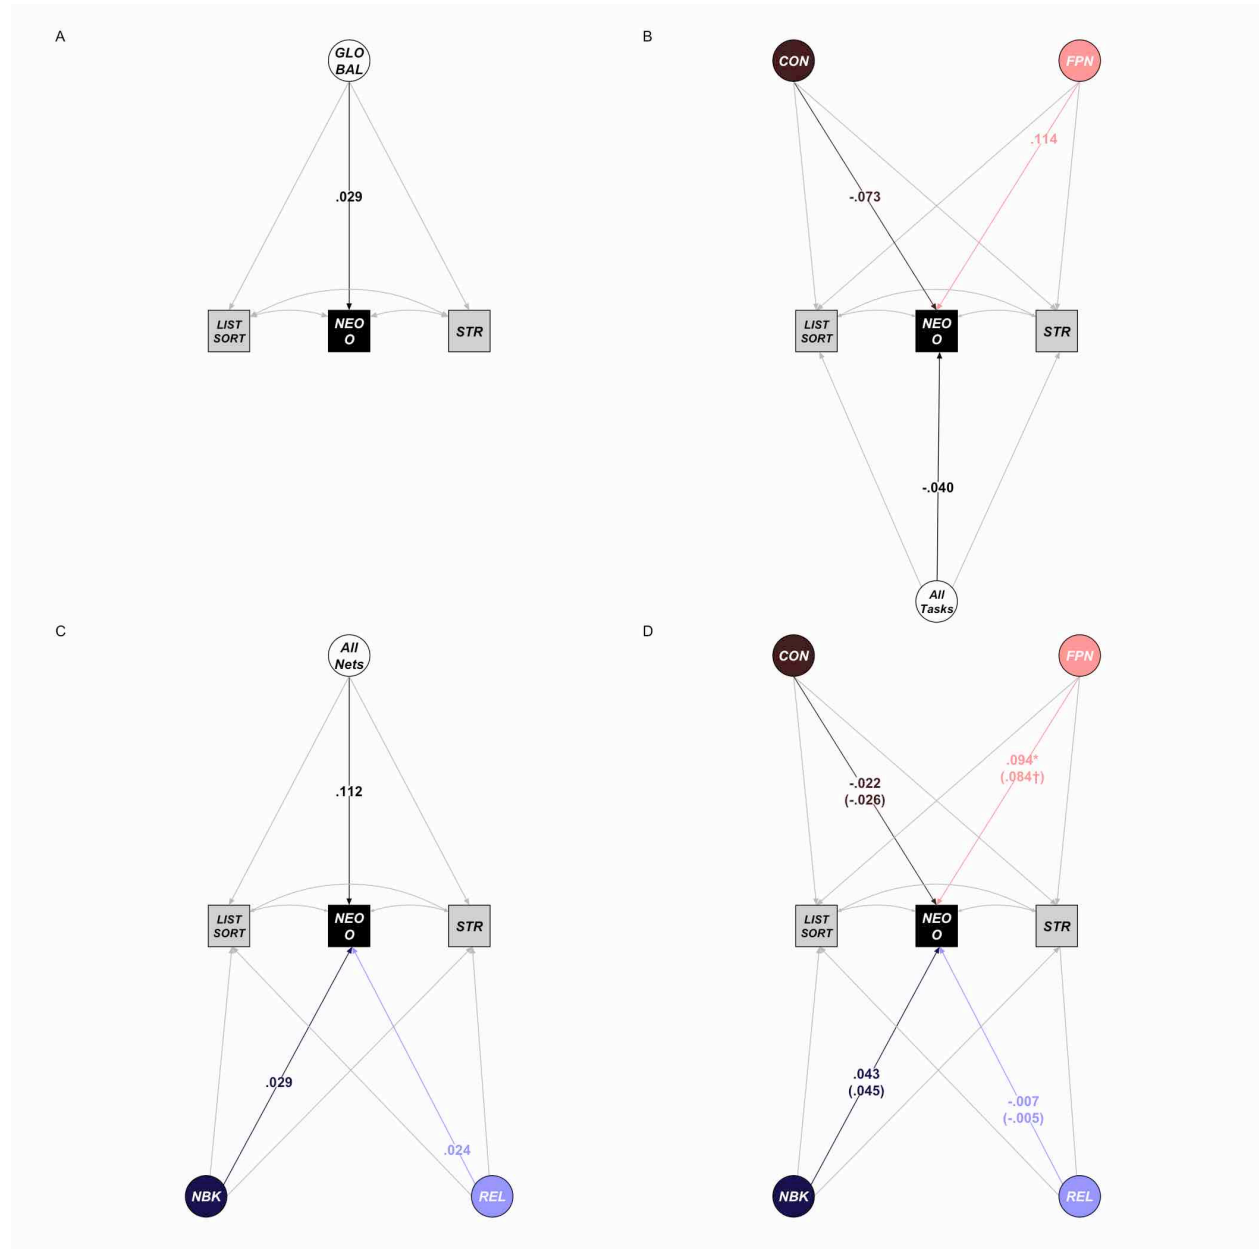 A
GLO
BAL
.029
LIST
SORT
NEO
O
STR
B
CON
FPN
.114
-.073
LIST
SORT
NEO
O
STR
-.040
All
Tasks
C
All
Nets
.112
LIST
SORT
NEO
O
STR
.029
.024
NBK
REL
D
CON
FPN
.094*
(.084†)
-.022
(-.026)
LIST
SORT
NEO
O
STR
.043
(.045)
-.007
(-.005)
NBK
REL